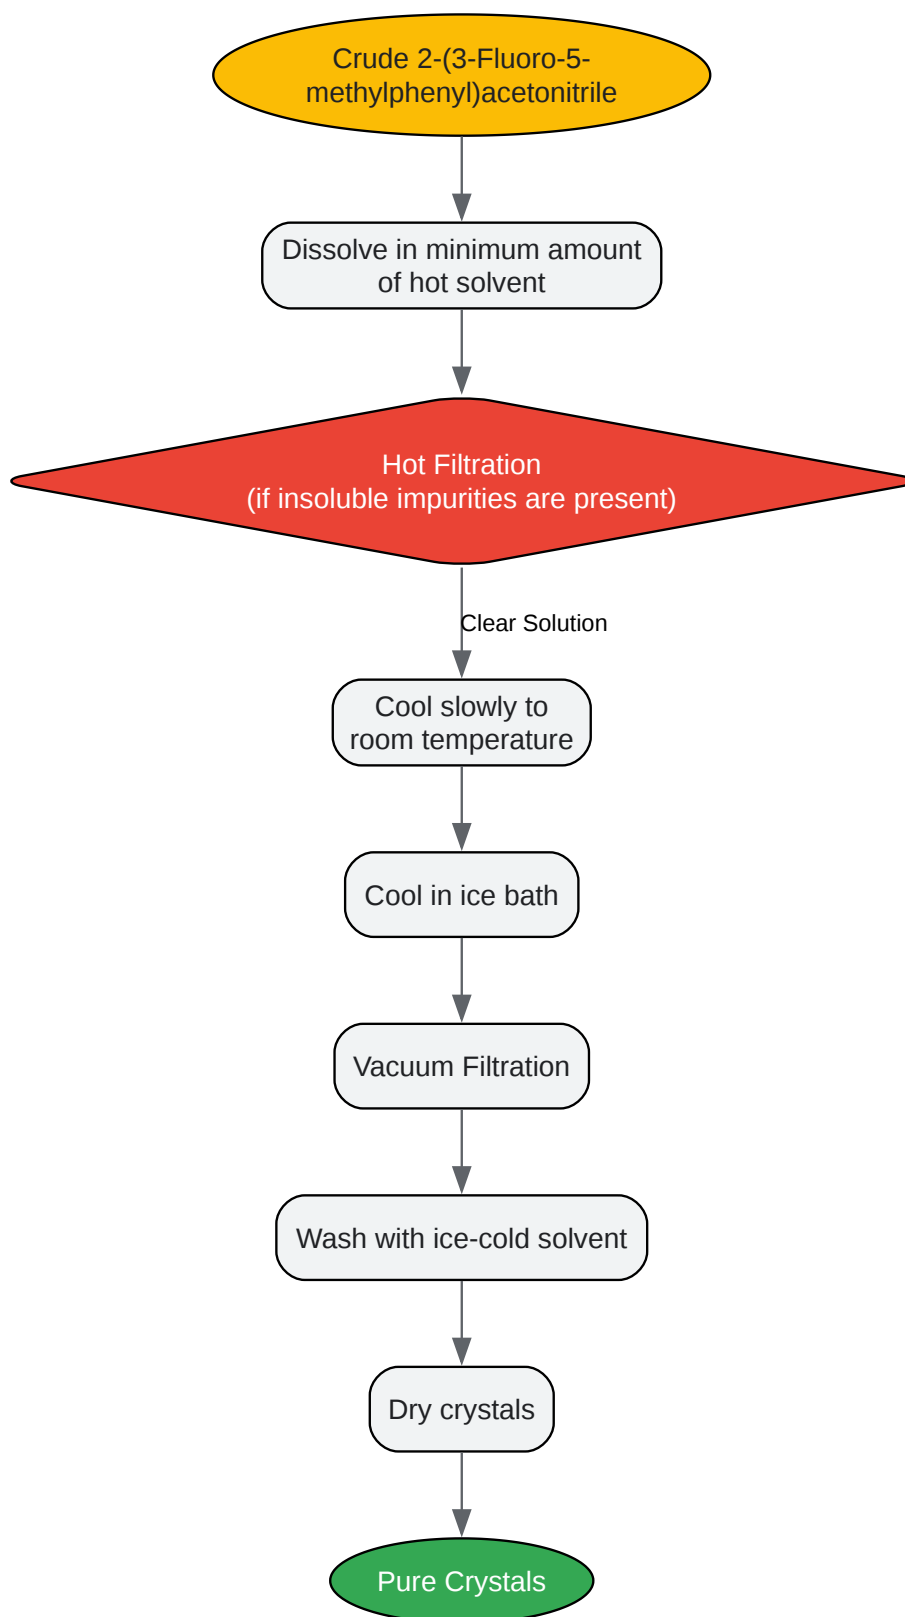 Crude 2-(3-Fluoro-5-
methylphenyl)acetonitrile
Dissolve in minimum amount
of hot solvent
Hot Filtration
(if insoluble impurities are present)
Clear Solution
Cool slowly to
room temperature
Cool in ice bath
Vacuum Filtration
Wash with ice-cold solvent
Dry crystals
Pure Crystals